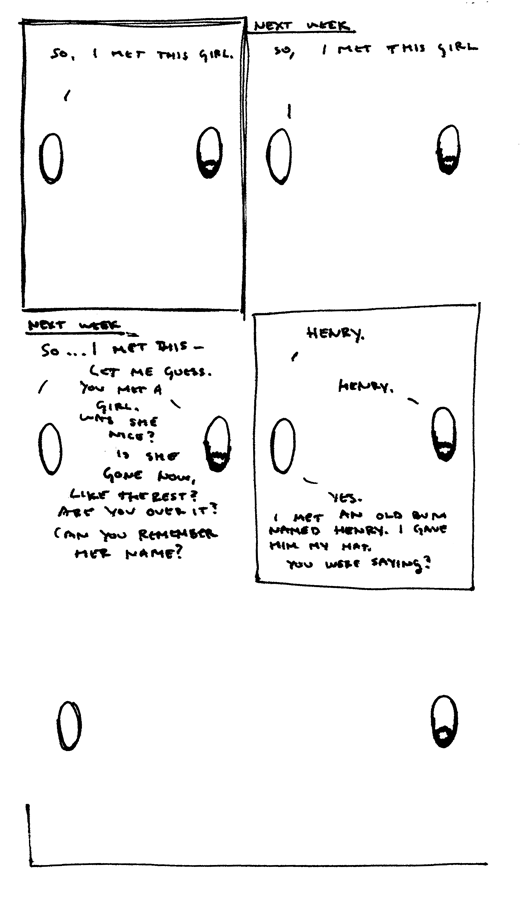 SO, I MET THIS GIRL.
NEXT WEEK
SO, I MET THIS GIRL
NEXT WEEK
SO... I MET THIS —
LET ME GUESS.
YOU MET A
GIRL.
WAS SHE
NICE?
IS SHE
GONE NOW,
LIKE THE REST?
ARE YOU OVER IT?
CAN YOU REMEMBER
HER NAME?
HENRY.
HENRY.
YES.
I MET AN OLD BUM
NAMED HENRY. I GAVE
HIM MY HAT.
YOU WERE SAYING?